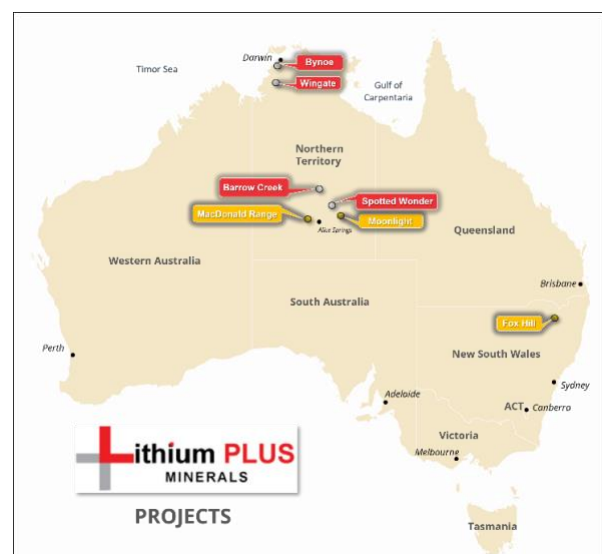 Darwin
Bynoe
Timor Sea
Wingate
Gulf of
Carpentaria
Northern
Territory
Barrow Creek
Spotted Wonder
MacDonald Range
Moonlight
Alice Springs
Queensland
Western Australia
Brisbane
South Australia
Fox Hill
Perth
New South Wales
Sydney
Adelaide
ACT
Canberra
Victoria
Melbourne
Lithium PLUS
MINERALS
PROJECTS
Tasmania